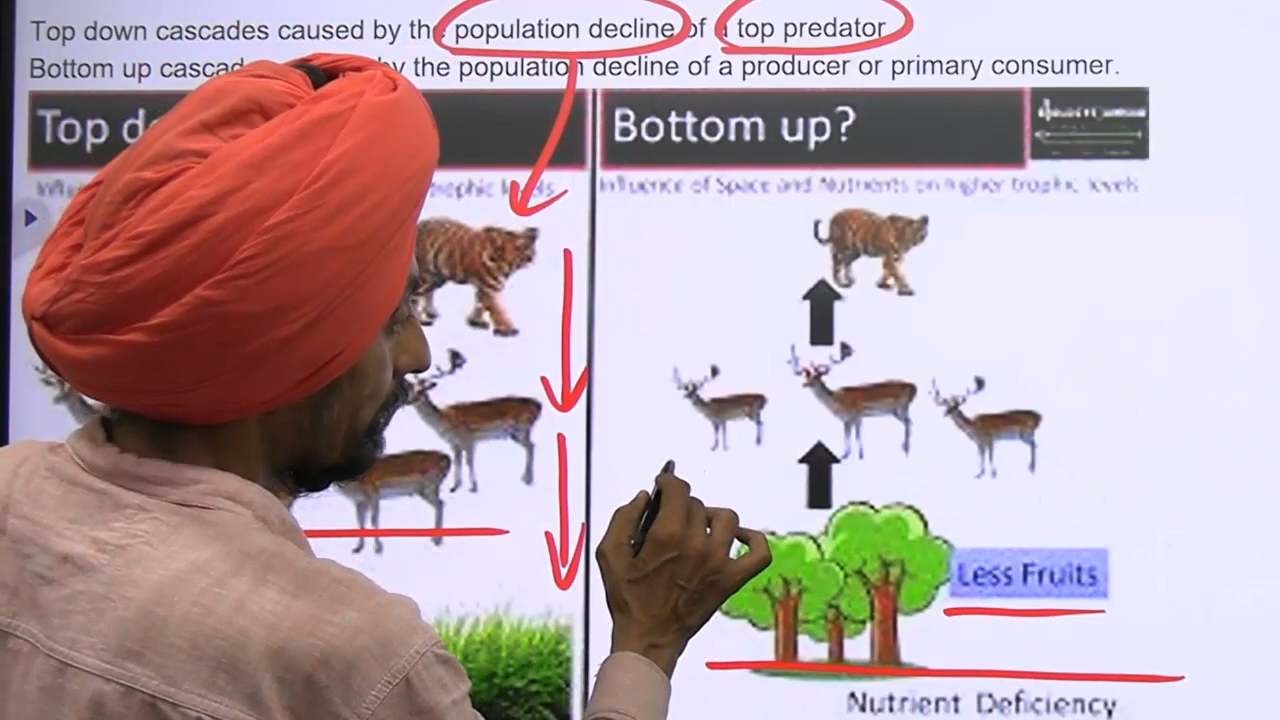 Top down cascades caused by the population decline of a top predator
Bottom up cascad by the population decline of a producer or primary consumer.
Top d
Bottom up?
Influence of Space and Nutrients on higher trophic levels
trophic levels
Less Fruits
Nutrient Deficiency